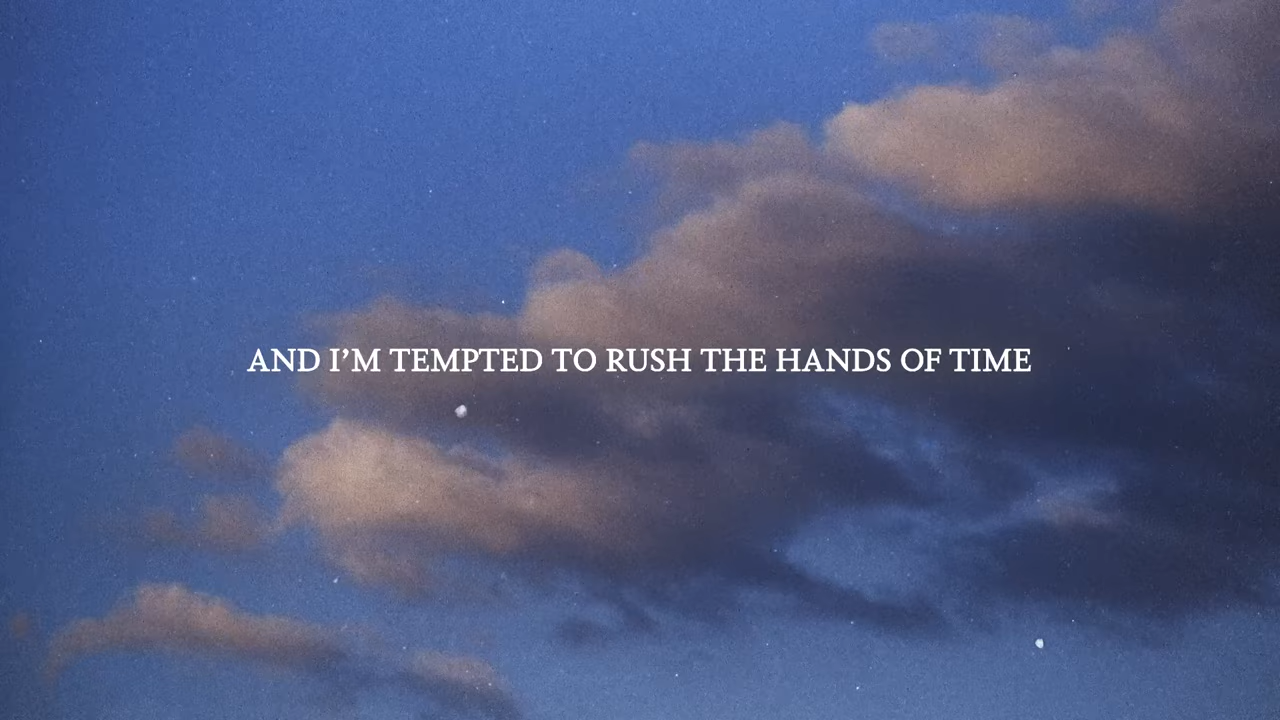 AND I’M TEMPTED TO RUSH THE HANDS OF TIME